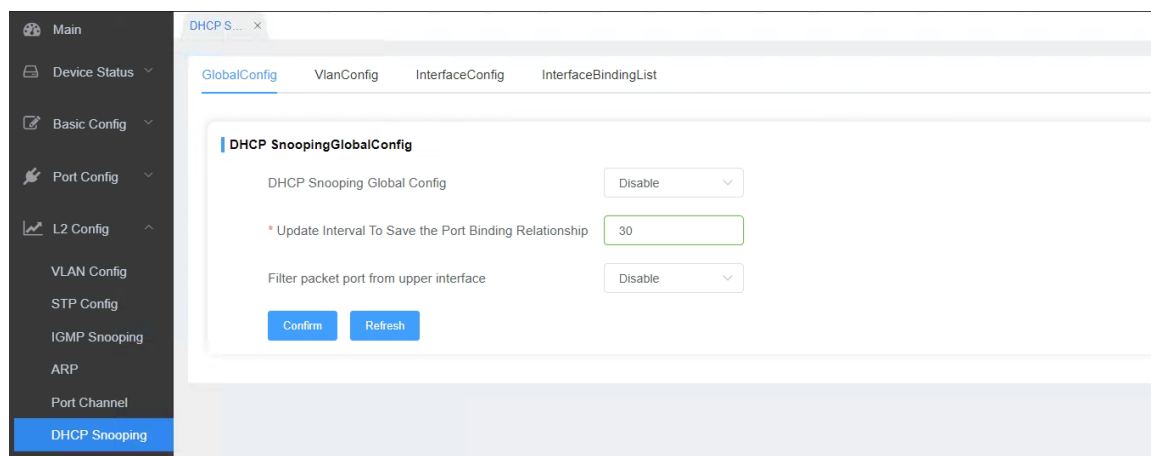 Main
Device Status
Basic Config
Port Config
L2 Config
VLAN Config
STP Config
IGMP Snooping
ARP
Port Channel
DHCP Snooping
DHCP S... ×
GlobalConfig VlanConfig InterfaceConfig InterfaceBindingList
DHCP SnoopingGlobalConfig
DHCP Snooping Global Config Disable
* Update Interval To Save the Port Binding Relationship 30
Filter packet port from upper interface Disable
Confirm Refresh